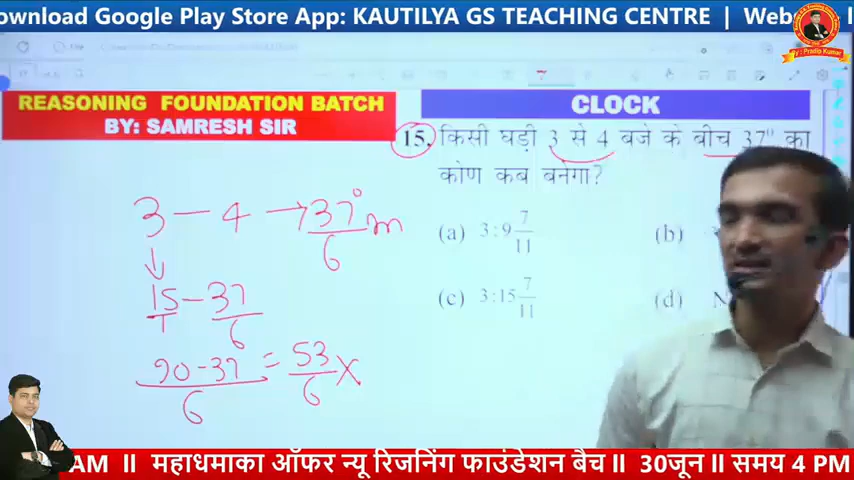 ownload Google Play Store App: KAUTILYA GS TEACHING CENTRE | Web
REASONING FOUNDATION BATCH
BY: SAMRESH SIR
CLOCK
15. किसी घड़ी 3 से 4 बजे के बीच 37° का
कोण कब बनेगा?
(a) 3:9 7/11
(b)
(c) 3:15 7/11
(d) N
3 — 4 → 37°/6 m
↓
15/1 - 37/6
90-37/6 = 53/6 X
AM II महाधमाका ऑफर न्यू रिजनिंग फाउंडेशन बैच II 30जून II समय 4 PM